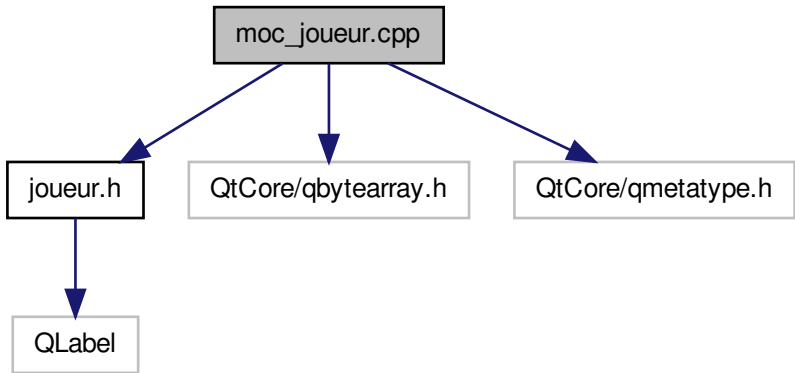 moc_joueur.cpp
joueur.h
QtCore/qbytearray.h
QtCore/qmetatype.h
QLabel